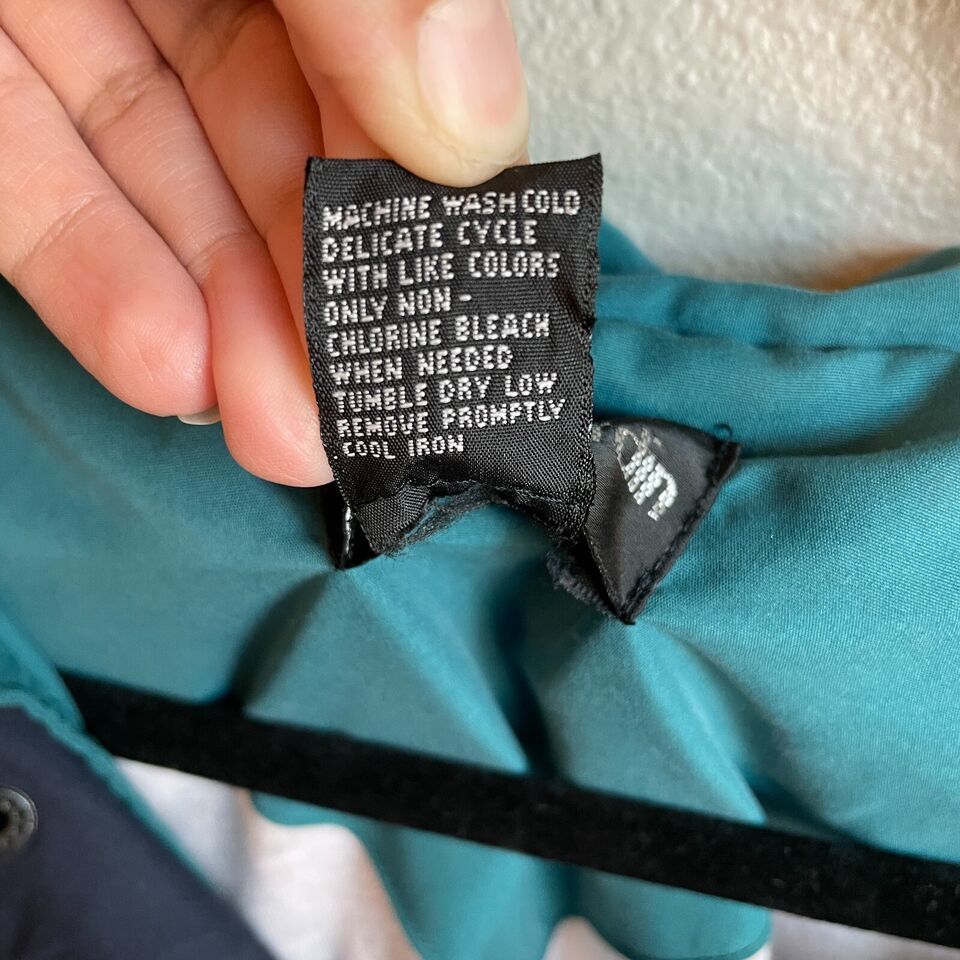 MACHINE WASH COLD
DELICATE CYCLE
WITH LIKE COLORS
ONLY NON-
CHLORINE BLEACH
WHEN NEEDED
TUMBLE DRY LOW
REMOVE PROMPTLY
COOL IRON